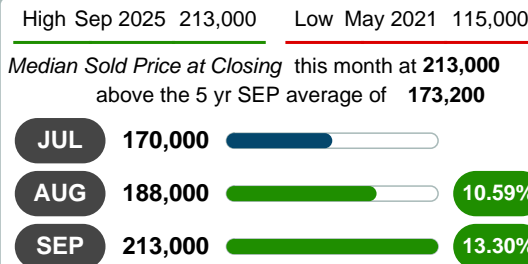 High Sep 2025 213,000 Low May 2021 115,000
Median Sold Price at Closing this month at 213,000
above the 5 yr SEP average of 173,200
JUL 170,000
AUG 188,000 10.59%
SEP 213,000 13.30%